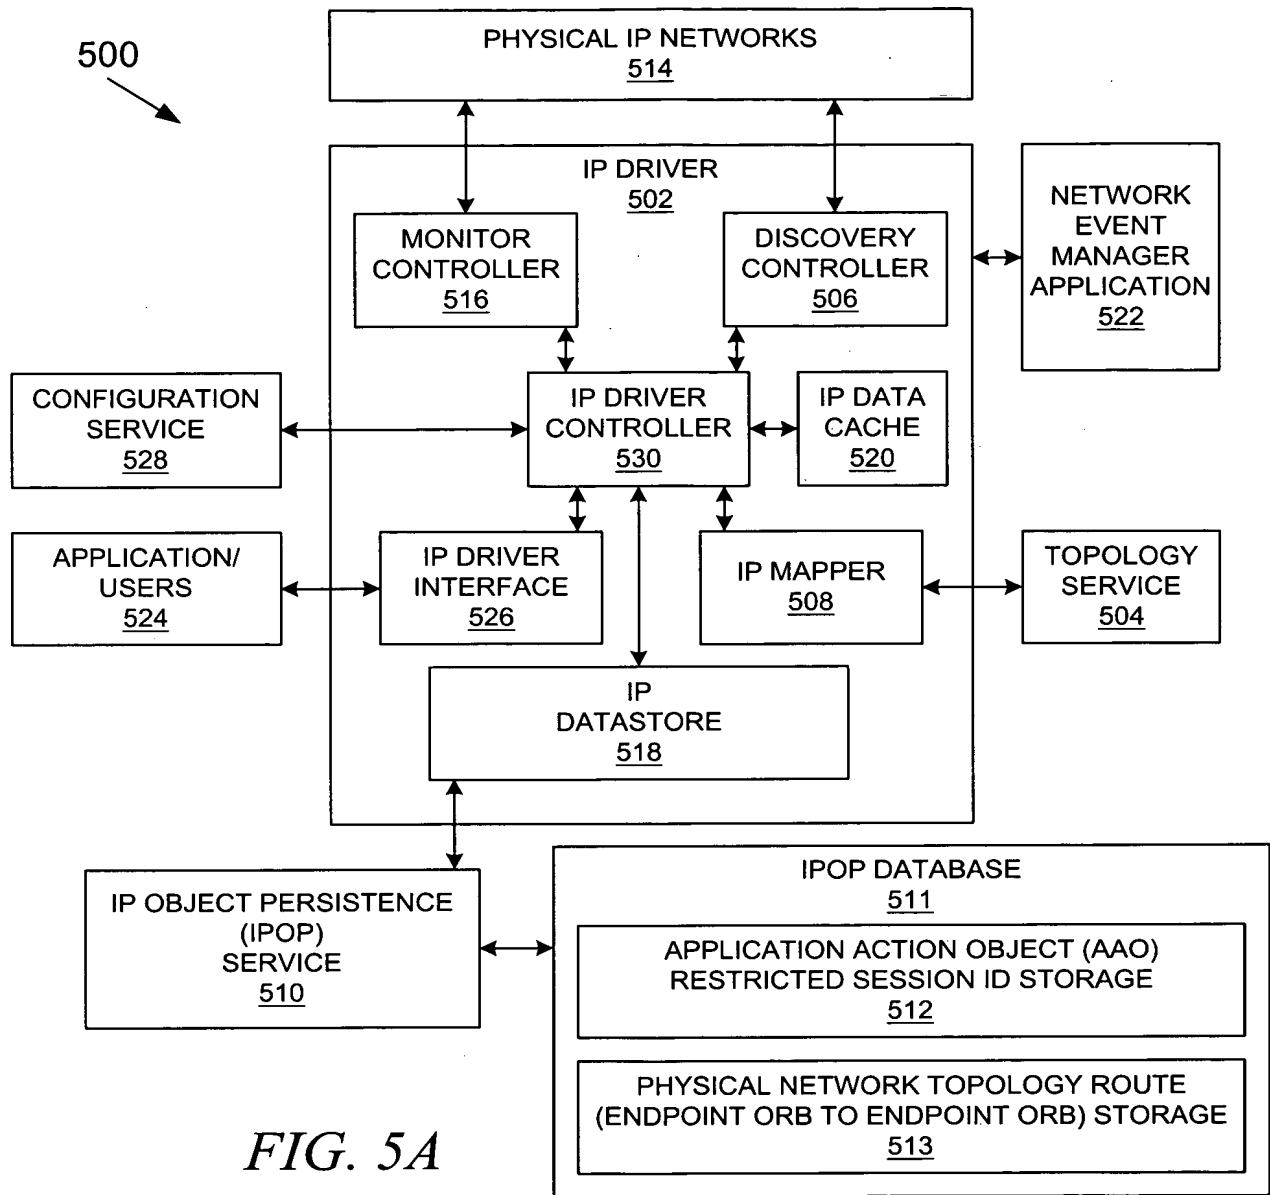 500
PHYSICAL IP NETWORKS
514
IP DRIVER
502
MONITOR
CONTROLLER
516
DISCOVERY
CONTROLLER
506
NETWORK
EVENT
MANAGER
APPLICATION
522
CONFIGURATION
SERVICE
528
IP DRIVER
CONTROLLER
530
IP DATA
CACHE
520
APPLICATION/
USERS
524
IP DRIVER
INTERFACE
526
IP MAPPER
508
TOPOLOGY
SERVICE
504
IP
DATASTORE
518
IP OBJECT PERSISTENCE
(IPOP)
SERVICE
510
IPOP DATABASE
511
APPLICATION ACTION OBJECT (AAO)
RESTRICTED SESSION ID STORAGE
512
PHYSICAL NETWORK TOPOLOGY ROUTE
(ENDPOINT ORB TO ENDPOINT ORB) STORAGE
513
FIG. 5A